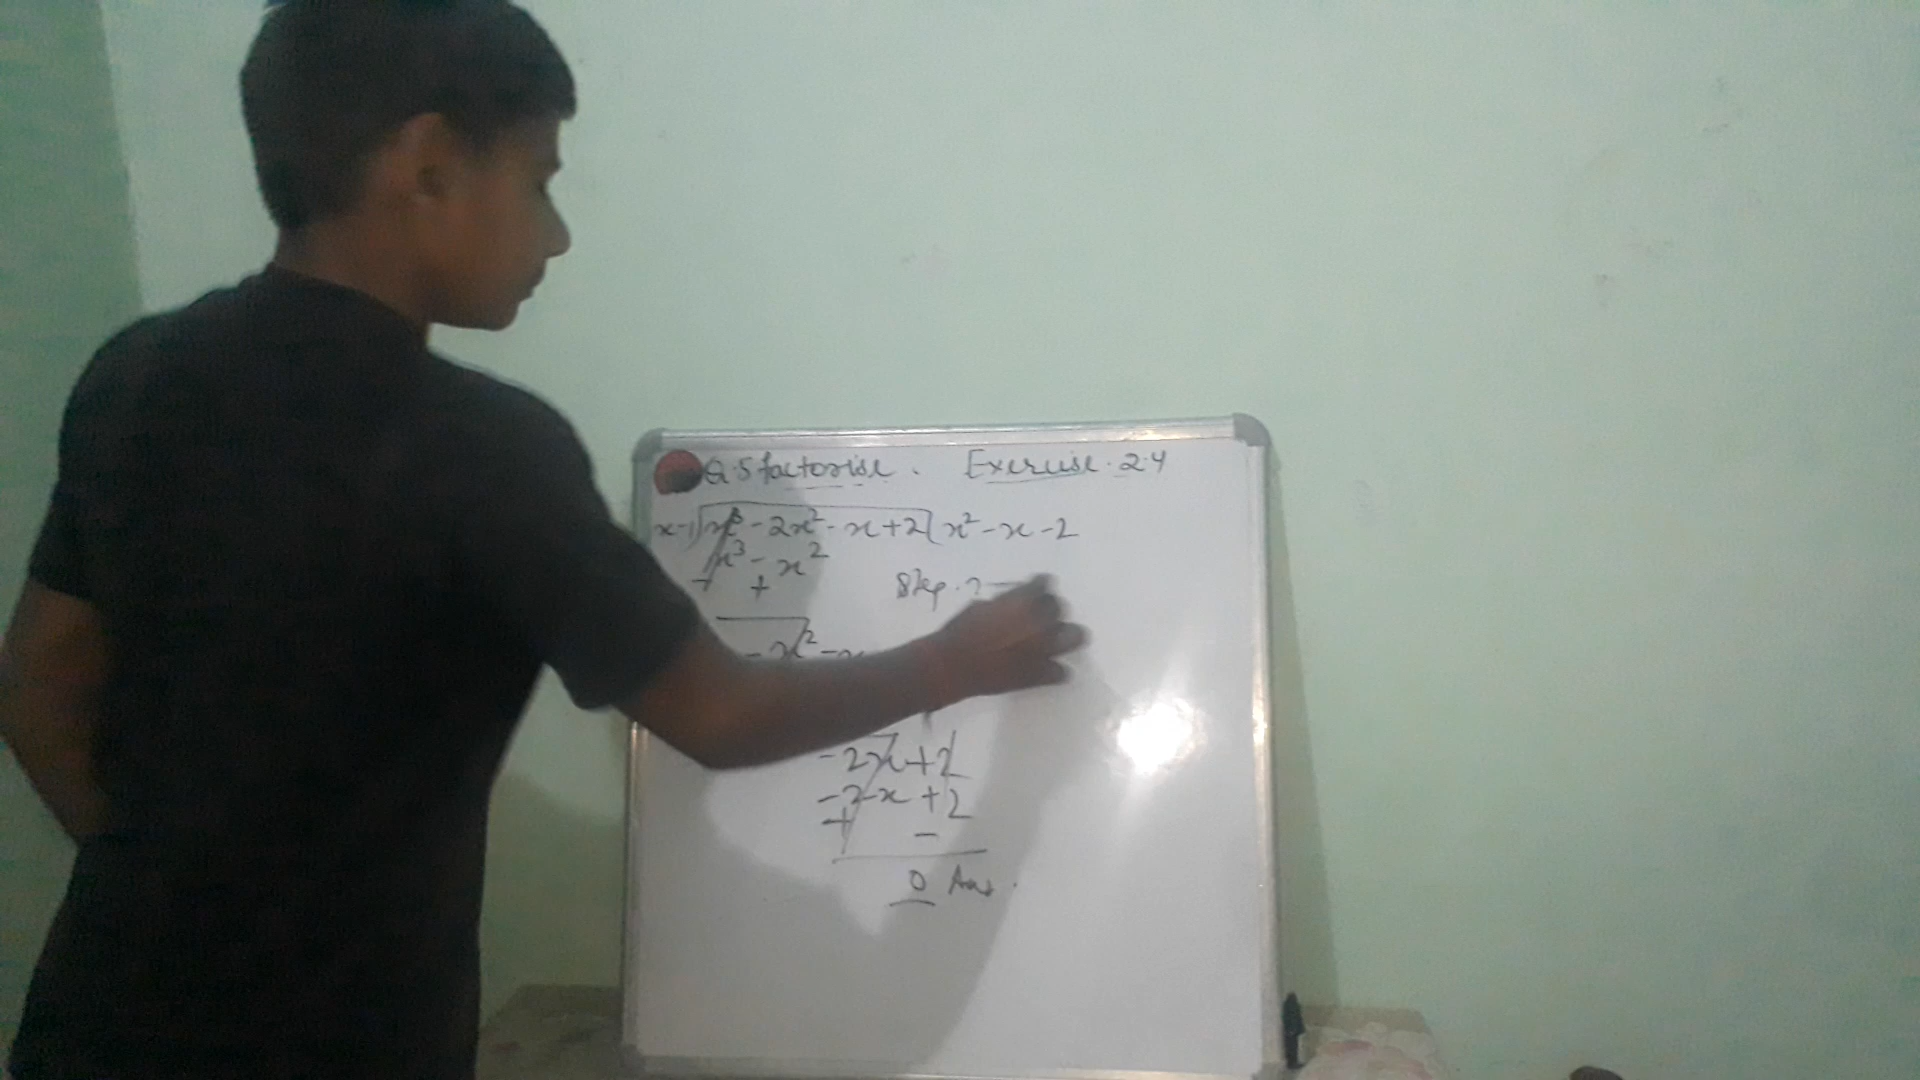 Q.5 factorise. Exercise. 2.4
x-1)x³ - 2x² - x + 2(x² - x - 2
x³ - x²
- +
Step.
- x² - x
- 2x + 2
- 2x + 2
+ -
0 Ans.